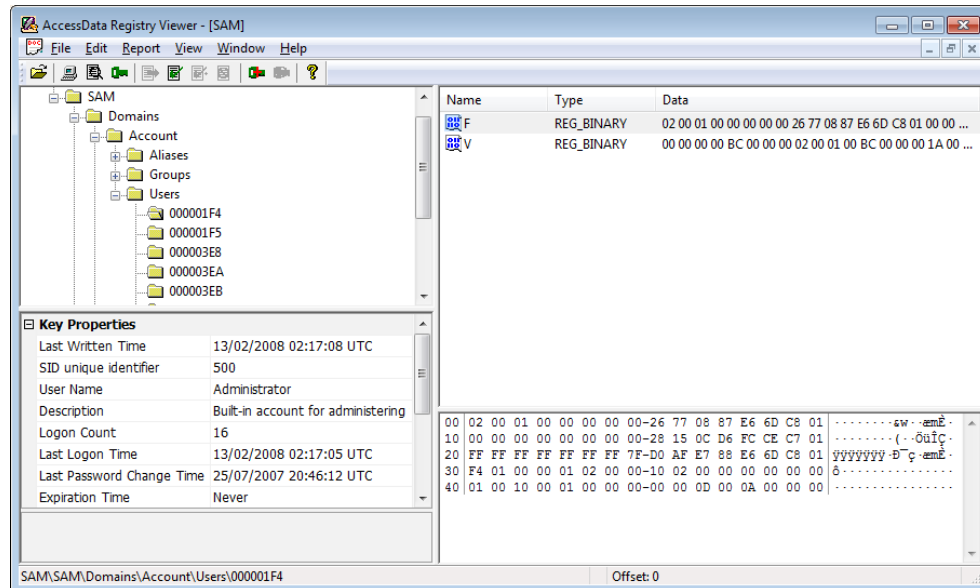 AccessData Registry Viewer - [SAM]
File Edit Report View Window Help
SAM
Domains
Account
Aliases
Groups
Users
000001F4
000001F5
000003E8
000003EA
000003EB
Name Type Data
F REG_BINARY 02 00 01 00 00 00 00 00 26 77 08 87 E6 6D C8 01 00 00 ...
V REG_BINARY 00 00 00 00 BC 00 00 00 02 00 01 00 BC 00 00 00 1A 00 ...
Key Properties
Last Written Time 13/02/2008 02:17:08 UTC
SID unique identifier 500
User Name Administrator
Description Built-in account for administering
Logon Count 16
Last Logon Time 13/02/2008 02:17:05 UTC
Last Password Change Time 25/07/2007 20:46:12 UTC
Expiration Time Never
00 02 00 01 00 00 00 00 00-26 77 08 87 E6 6D C8 01 ········&w··æmÈ·
10 00 00 00 00 00 00 00 00-28 15 0C D6 FC CE C7 01 ········(··ÖüÎÇ·
20 FF FF FF FF FF FF FF 7F-D0 AF E7 88 E6 6D C8 01 ÿÿÿÿÿÿÿ·Ð¯ç·æmÈ·
30 F4 01 00 00 01 02 00 00-10 02 00 00 00 00 00 00 ô···············
40 01 00 10 00 01 00 00 00-00 00 0D 00 0A 00 00 00 ················
SAM\SAM\Domains\Account\Users\000001F4 Offset: 0